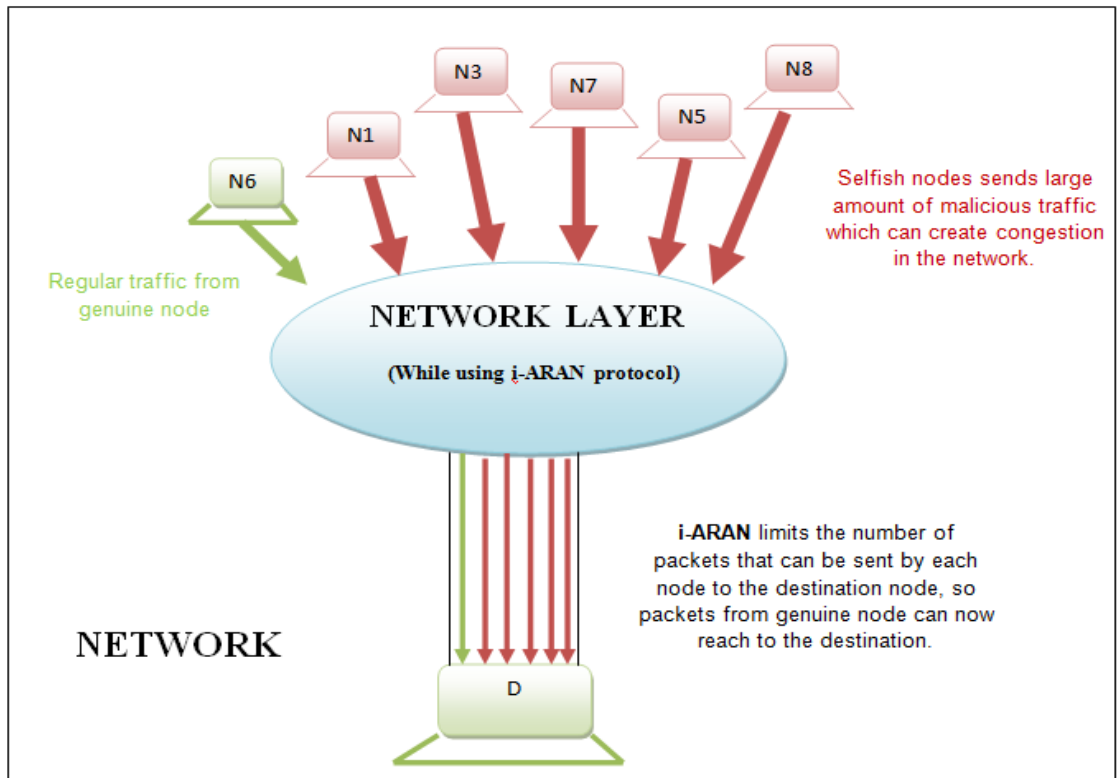 N3
N7
N8
N1
N5
N6
Selfish nodes sends large
amount of malicious traffic
which can create congestion
in the network.
Regular traffic from
genuine node
NETWORK LAYER
(While using i-ARAN protocol)
i-ARAN limits the number of
packets that can be sent by each
node to the destination node, so
packets from genuine node can now
reach to the destination.
NETWORK
D